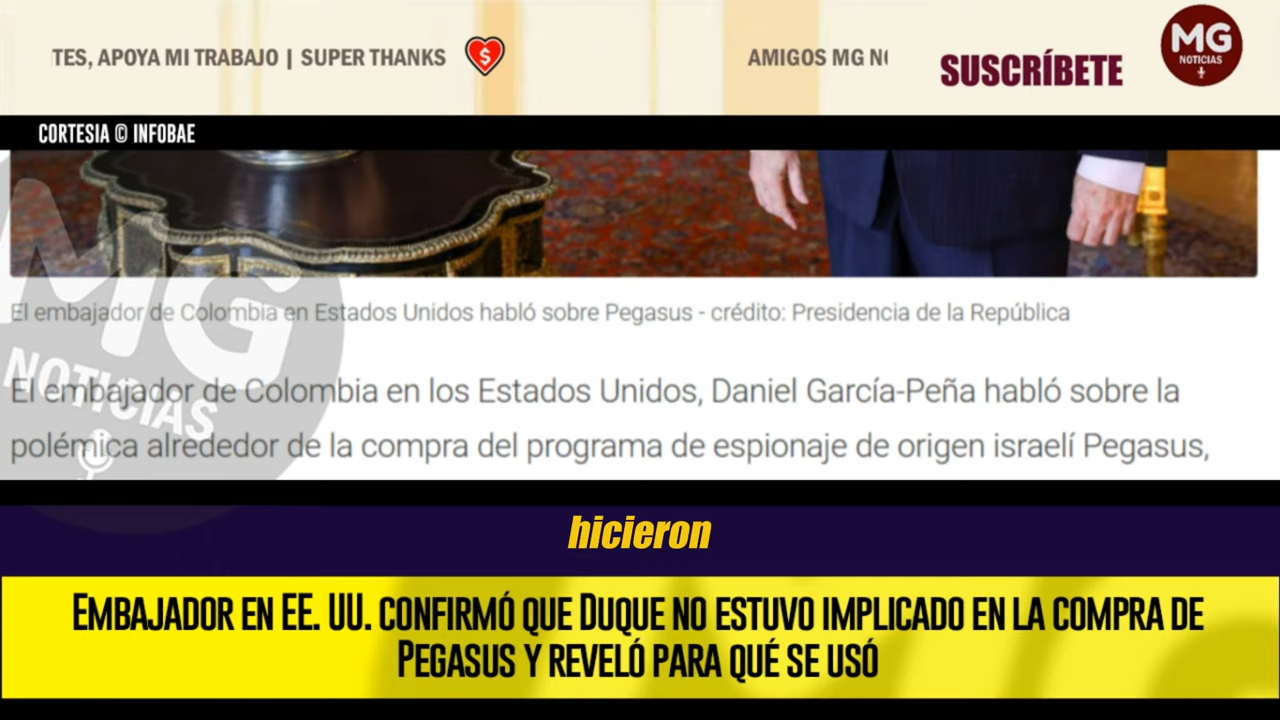 TES, APOYA MI TRABAJO | SUPER THANKS
AMIGOS MG
SUSCRÍBETE
MG
NOTICIAS
CORTESIA © INFOBAE
El embajador de Colombia en Estados Unidos habló sobre Pegasus - crédito: Presidencia de la República
El embajador de Colombia en los Estados Unidos, Daniel García-Peña habló sobre la
polémica alrededor de la compra del programa de espionaje de origen israelí Pegasus,
MG
NOTICIAS
hicieron
EMBAJADOR EN EE. UU. CONFIRMÓ QUE DUQUE NO ESTUVO IMPLICADO EN LA COMPRA DE
PEGASUS Y REVELÓ PARA QUÉ SE USÓ